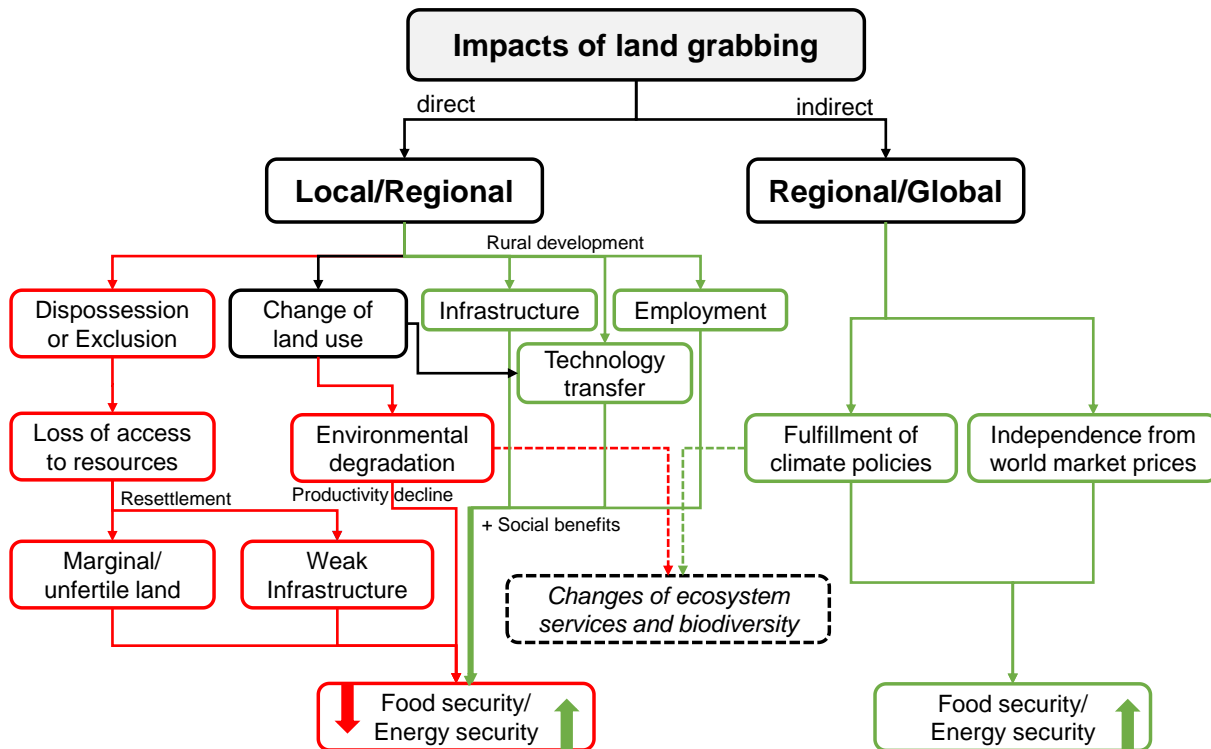 Impacts of land grabbing
direct
indirect
Local/Regional
Regional/Global
Rural development
Dispossession
or Exclusion
Change of
land use
Infrastructure
Employment
Technology
transfer
Loss of access
to resources
Environmental
degradation
Fulfillment of
climate policies
Independence from
world market prices
Resettlement
Productivity decline
+ Social benefits
Marginal/
unfertile land
Weak
Infrastructure
Changes of ecosystem
services and biodiversity
Food security/
Energy security
Food security/
Energy security